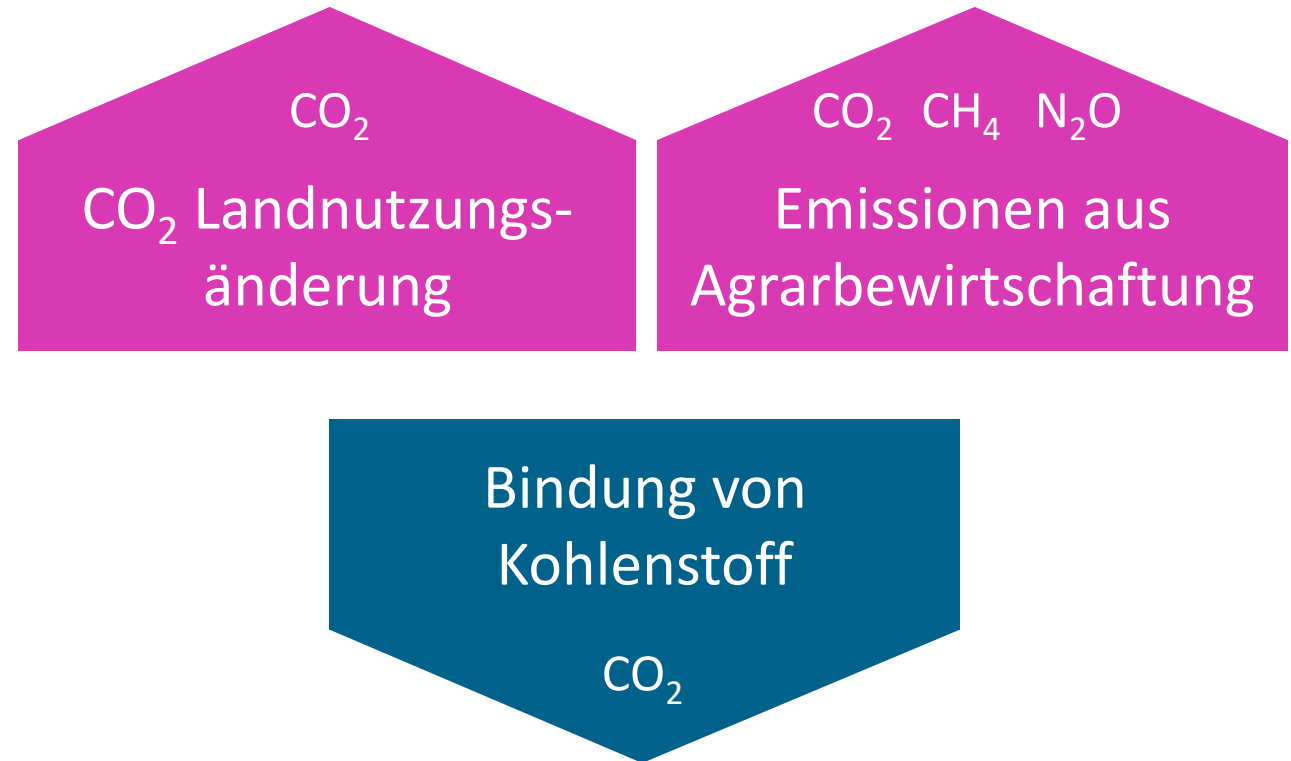 CO₂
CO₂ Landnutzungs-
änderung
CO₂ CH₄ N₂O
Emissionen aus
Agrarbewirtschaftung
Bindung von
Kohlenstoff
CO₂